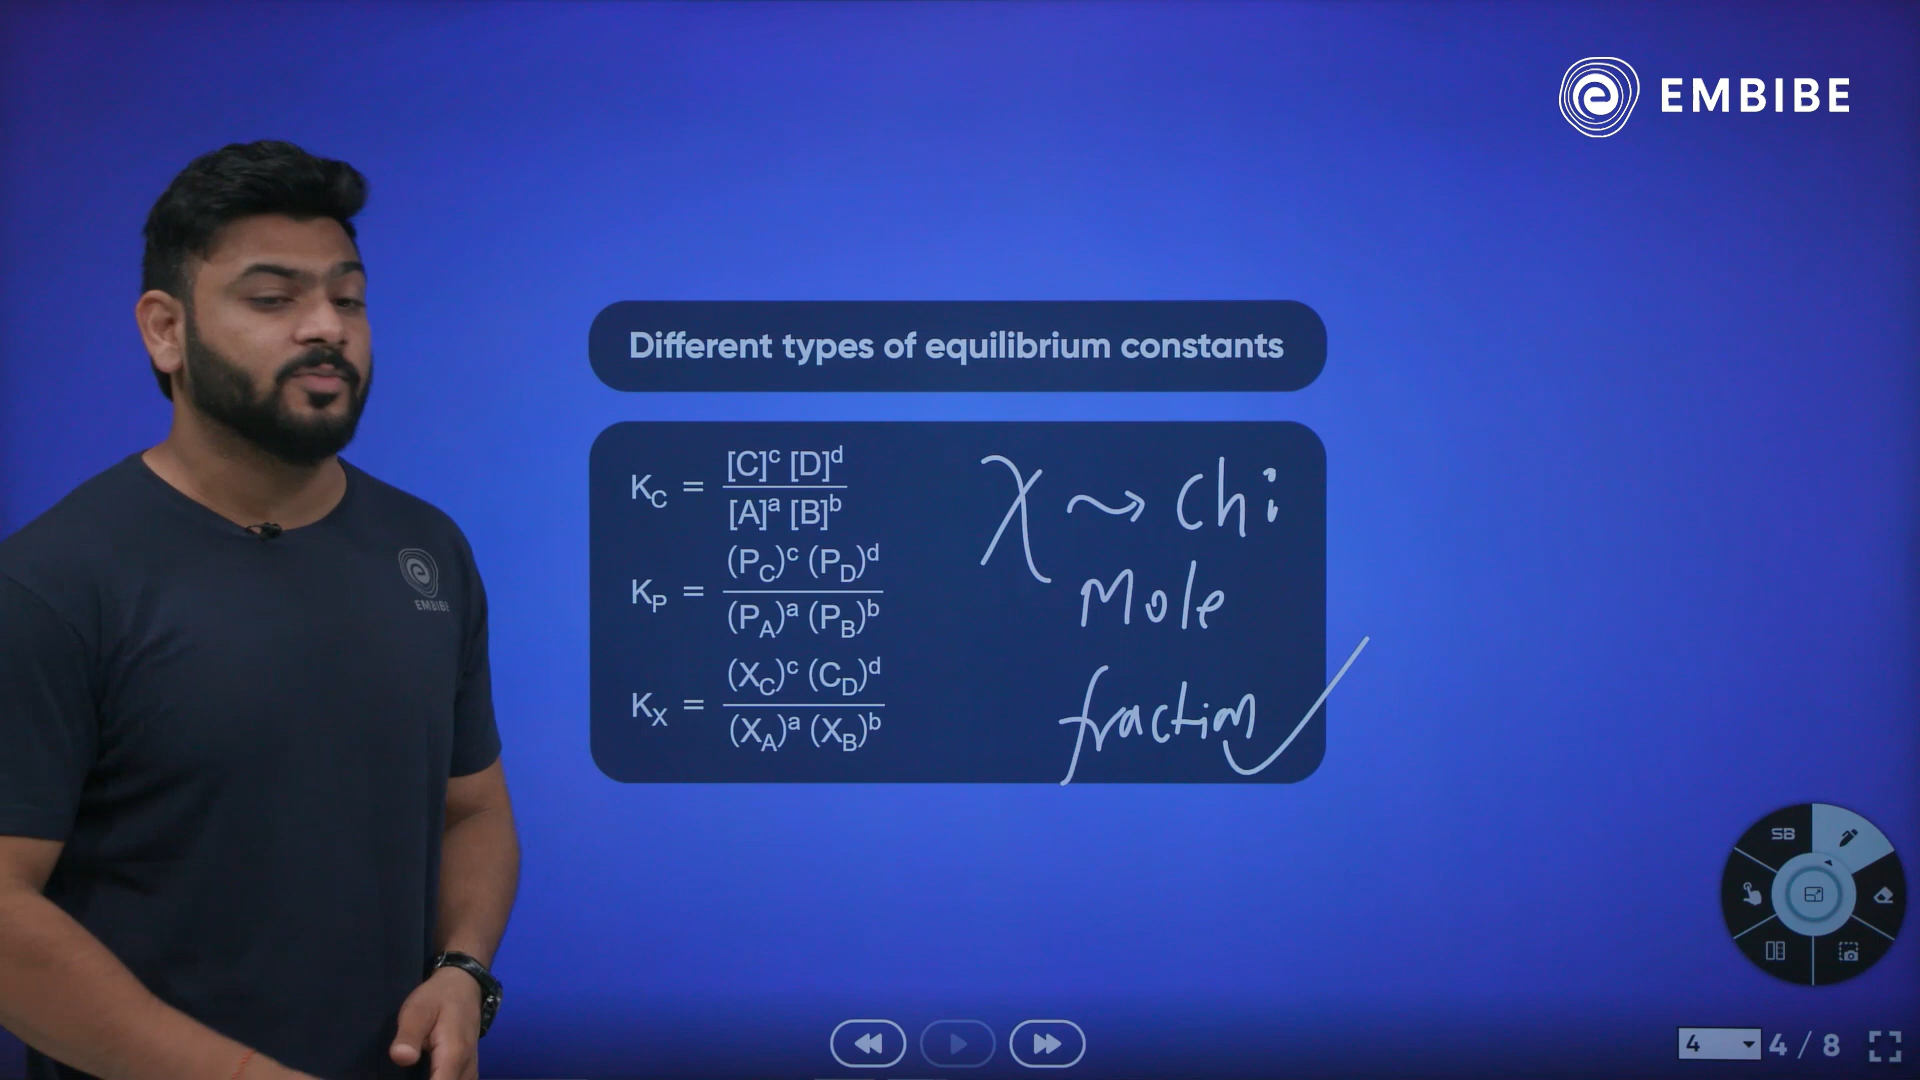 EMBIBE
Different types of equilibrium constants
K_C = [C]^c [D]^d / [A]^a [B]^b
K_P = (P_C)^c (P_D)^d / (P_A)^a (P_B)^b
K_X = (X_C)^c (C_D)^d / (X_A)^a (X_B)^b
χ ⇝ chi
Mole
fraction
EMBIBE
SB
4
4 / 8